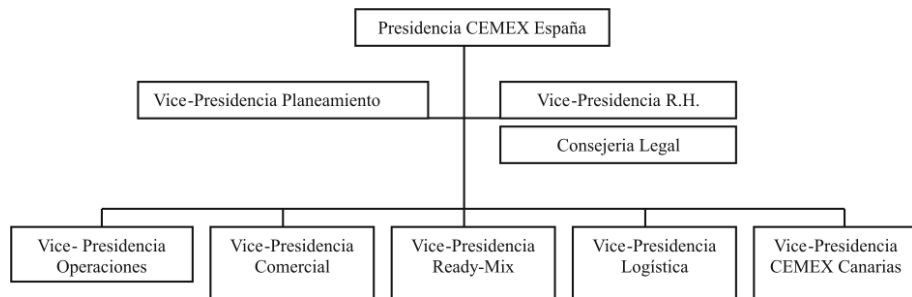 Presidencia CEMEX España
Vice-Presidencia Planeamiento
Vice-Presidencia R.H.
Consejeria Legal
Vice- Presidencia
Operaciones
Vice-Presidencia
Comercial
Vice-Presidencia
Ready-Mix
Vice-Presidencia
Logística
Vice-Presidencia
CEMEX Canarias